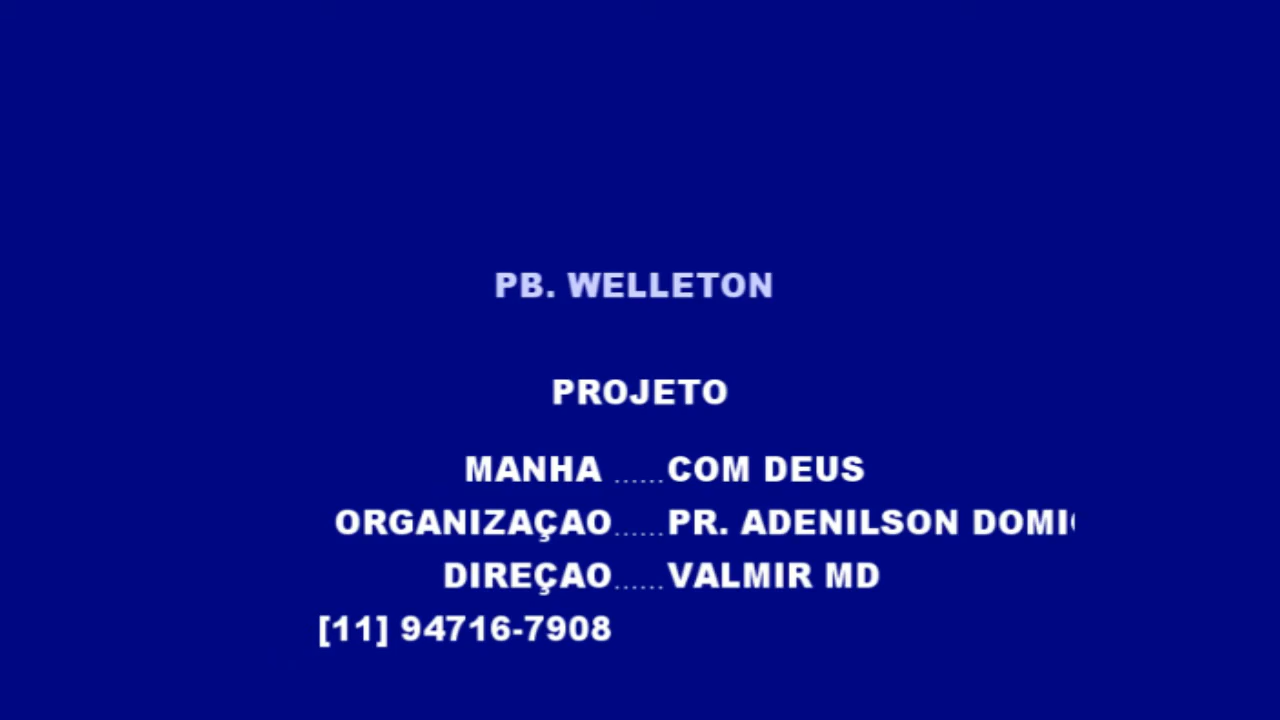 PB. WELLETON
PROJETO
MANHA ......COM DEUS
ORGANIZAÇAO......PR. ADENILSON
DIREÇAO......VALMIR MD
[11] 94716-7908